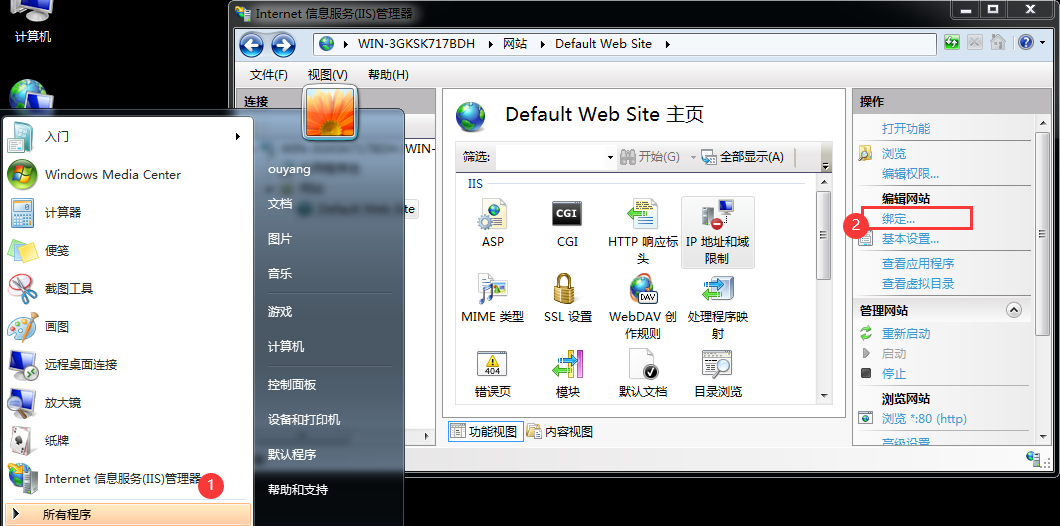 计算机
Internet 信息服务(IIS)管理器
WIN-3GKSK717BDH
网站
Default Web Site
文件(F)
视图(V)
帮助(H)
连接
WIN-
Site
入门
Windows Media Center
计算器
便笺
截图工具
画图
远程桌面连接
放大镜
纸牌
Internet 信息服务(IIS)管理器
1
所有程序
ouyang
文档
图片
音乐
游戏
计算机
控制面板
设备和打印机
默认程序
帮助和支持
Default Web Site 主页
筛选:
开始(G)
全部显示(A)
IIS
ASP
CGI
CGI
HTTP 响应标
头
IP 地址和域
限制
MIME 类型
SSL 设置
DAV
WebDAV 创
作规则
处理程序映
射
404
错误页
模块
默认文档
目录浏览
功能视图
内容视图
操作
打开功能
浏览
编辑权限...
编辑网站
2
绑定...
基本设置...
查看应用程序
查看虚拟目录
管理网站
重新启动
启动
停止
浏览网站
浏览 *:80 (http)
高级设置